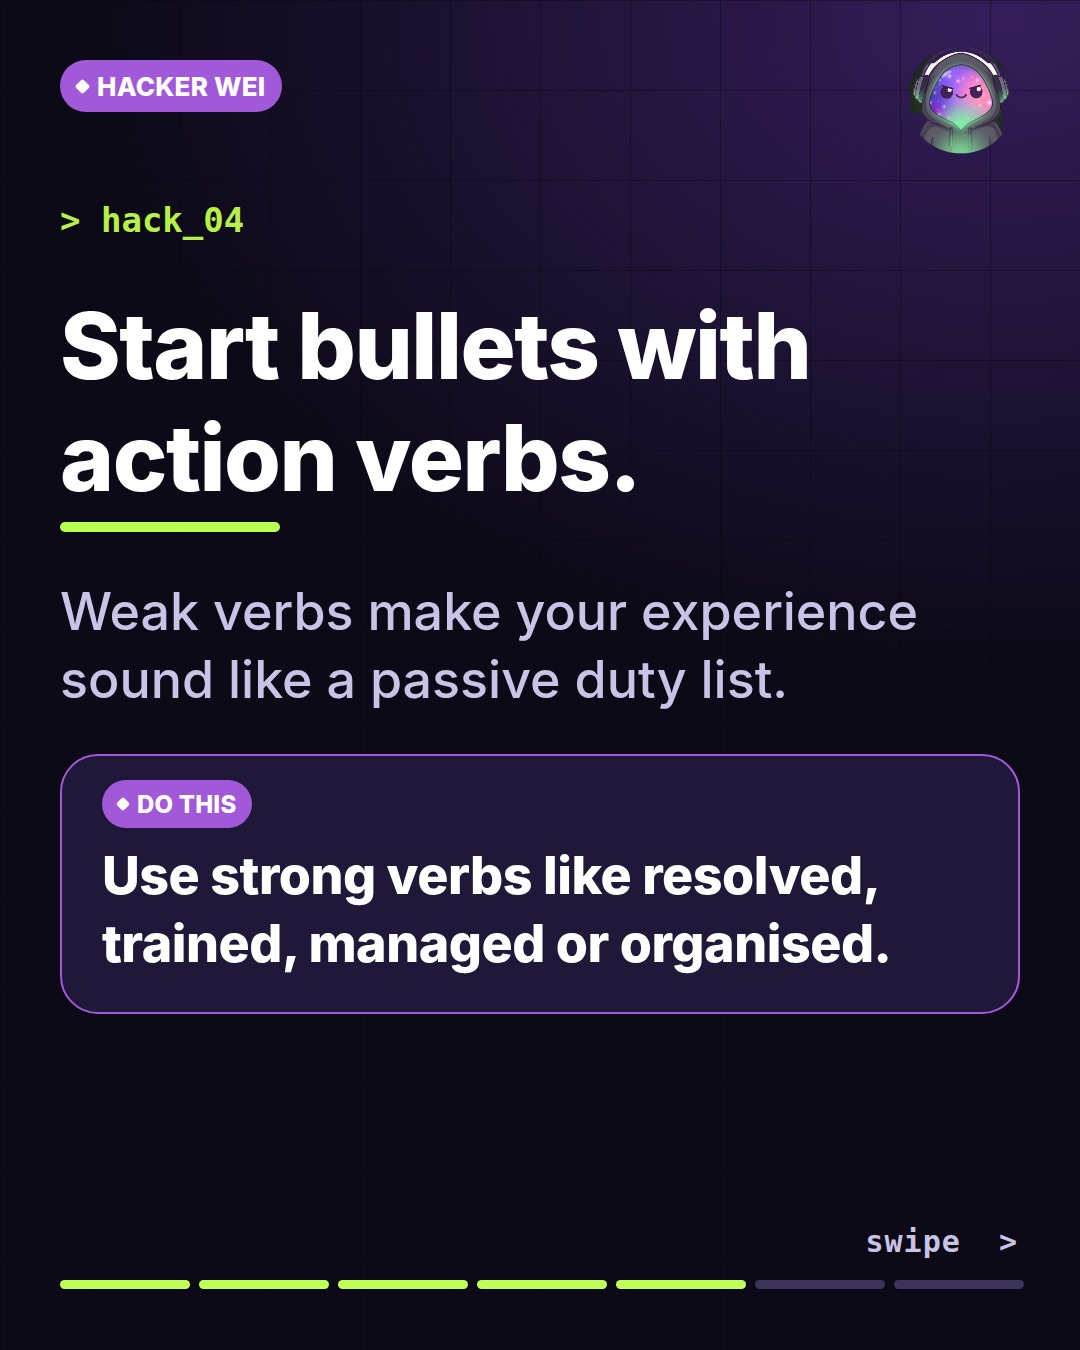 HACKER WEI
> hack_04
Start bullets with
action verbs.
Weak verbs make your experience
sound like a passive duty list.
DO THIS
Use strong verbs like resolved,
trained, managed or organised.
swipe >